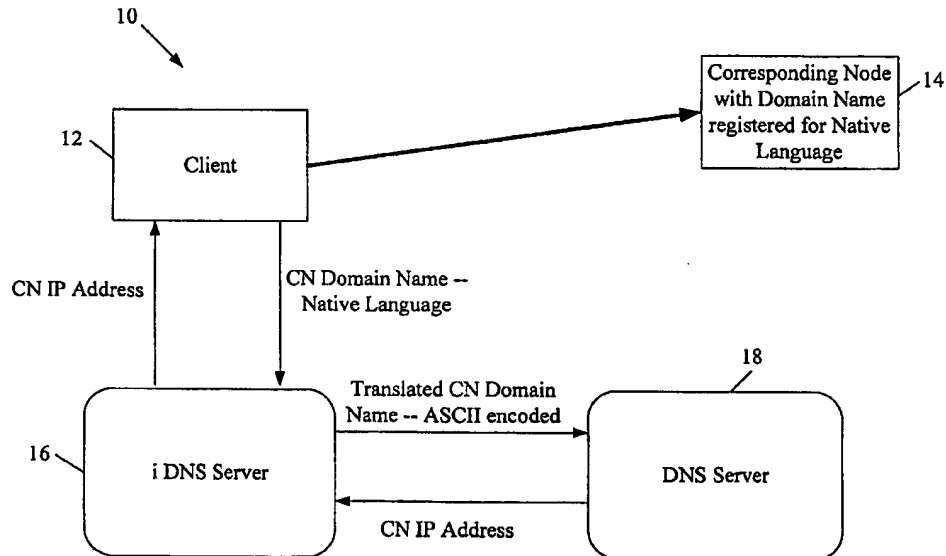 10
Corresponding Node
with Domain Name
registered for Native
Language
14
12
Client
CN IP Address
CN Domain Name --
Native Language
18
Translated CN Domain
Name -- ASCII encoded
16
i DNS Server
DNS Server
CN IP Address